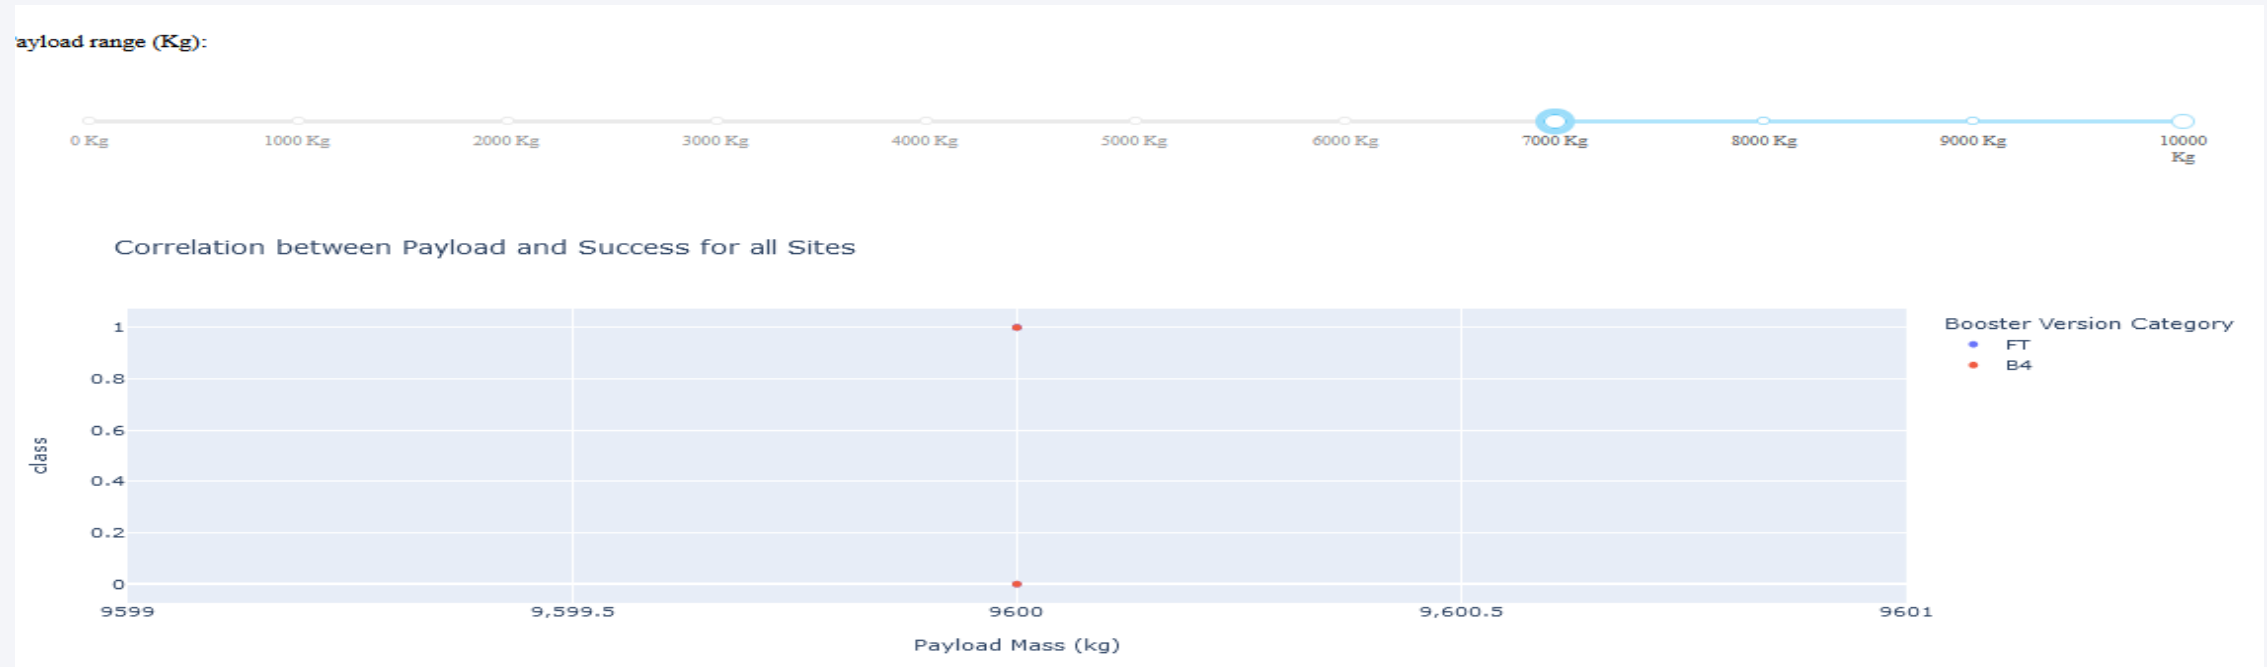 ayload range (Kg):
0 Kg 1000 Kg 2000 Kg 3000 Kg 4000 Kg 5000 Kg 6000 Kg 7000 Kg 8000 Kg 9000 Kg 10000
Kg
Correlation between Payload and Success for all Sites
Booster Version Category
FT
B4
1
0.8
0.6
0.4
0.2
0
class
9599 9,599.5 9600 9,600.5 9601
Payload Mass (kg)